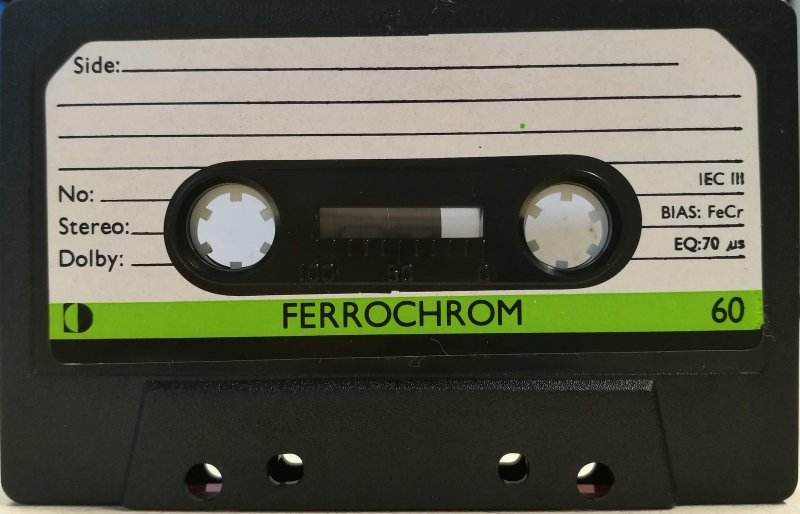 Side:
No:
IEC III
Stereo:
BIAS: FeCr
Dolby:
EQ:70 µs
100 50 0
FERROCHROM 60